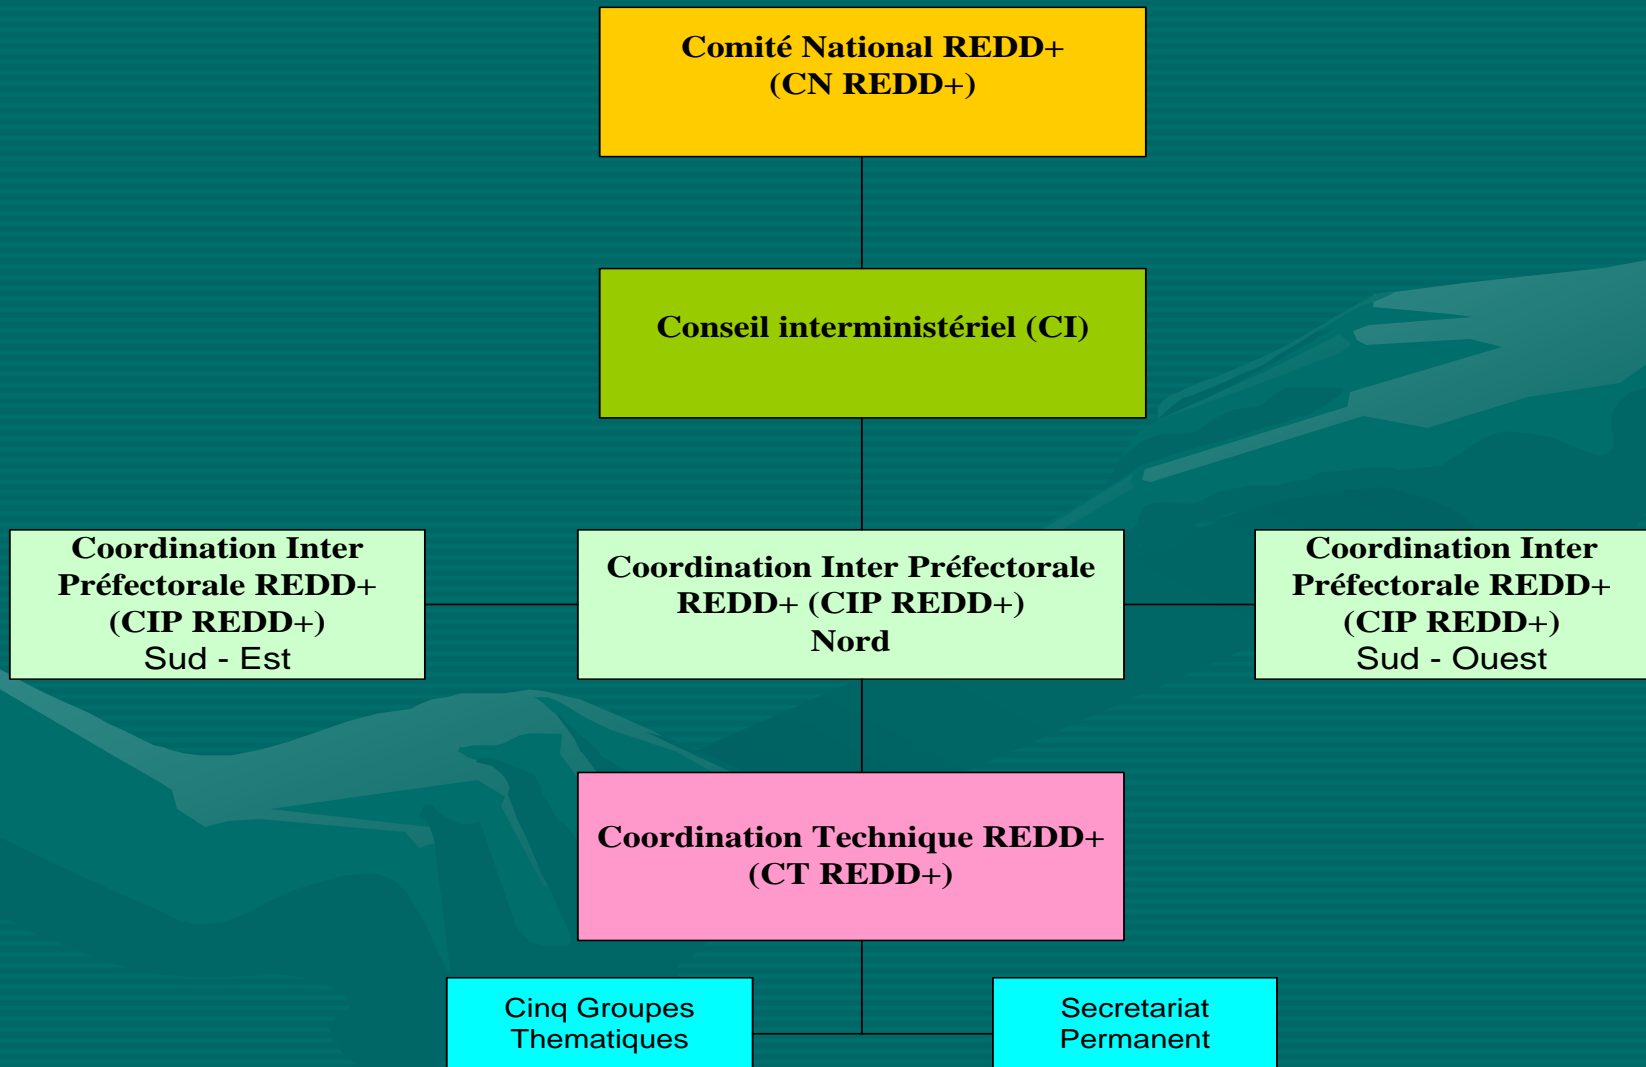 Comité National REDD+
(CN REDD+)
Conseil interministériel (CI)
Coordination Inter
Préfectorale REDD+
(CIP REDD+)
Sud - Est
Coordination Inter Préfectorale
REDD+ (CIP REDD+)
Nord
Coordination Inter
Préfectorale REDD+
(CIP REDD+)
Sud - Ouest
Coordination Technique REDD+
(CT REDD+)
Cinq Groupes
Thematiques
Secretariat
Permanent